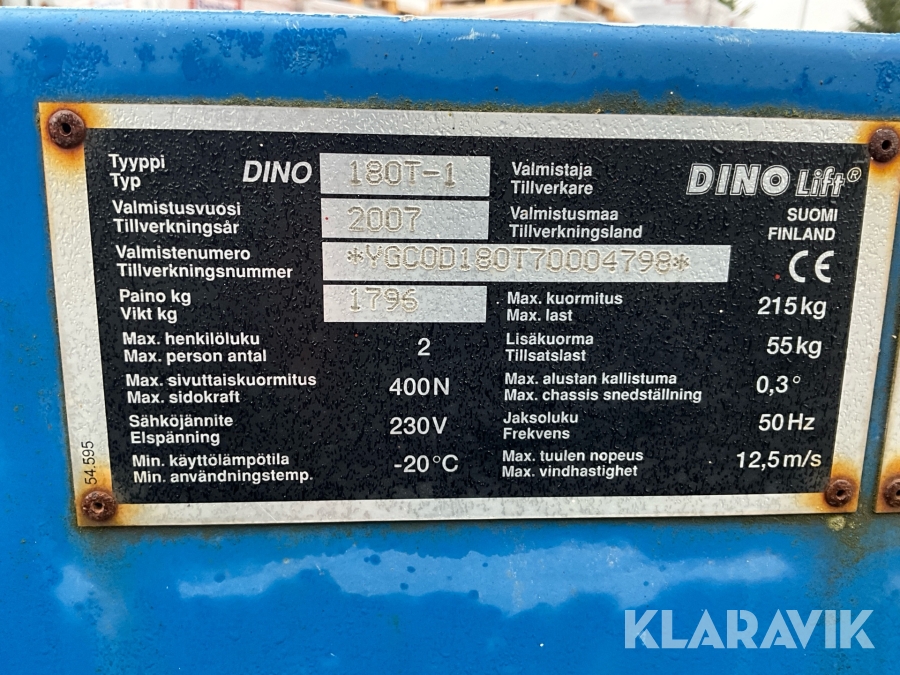 Tyyppi
Typ
DINO 180T-1
Valmistusvuosi
Tillverkningsår
2007
Valmistenumero
Tillverkningsnummer
*YGC0D180T70004798*
Paino kg
Vikt kg
1796
Max. henkilöluku
Max. person antal
2
Max. sivuttaiskuormitus
Max. sidokraft
400N
Sähköjännite
Elspänning
230V
Min. käyttölämpötila
Min. användningstemp.
-20°C
54.595
Valmistaja
Tillverkare
DINO Lift®
Valmistusmaa
Tillverkningsland
SUOMI
FINLAND
CE
Max. kuormitus
Max. last
215kg
Lisäkuorma
Tillsatslast
55kg
Max. alustan kallistuma
Max. chassis snedställning
0,3°
Jaksoluku
Frekvens
50Hz
Max. tuulen nopeus
Max. vindhastighet
12,5m/s
KLARAVIK